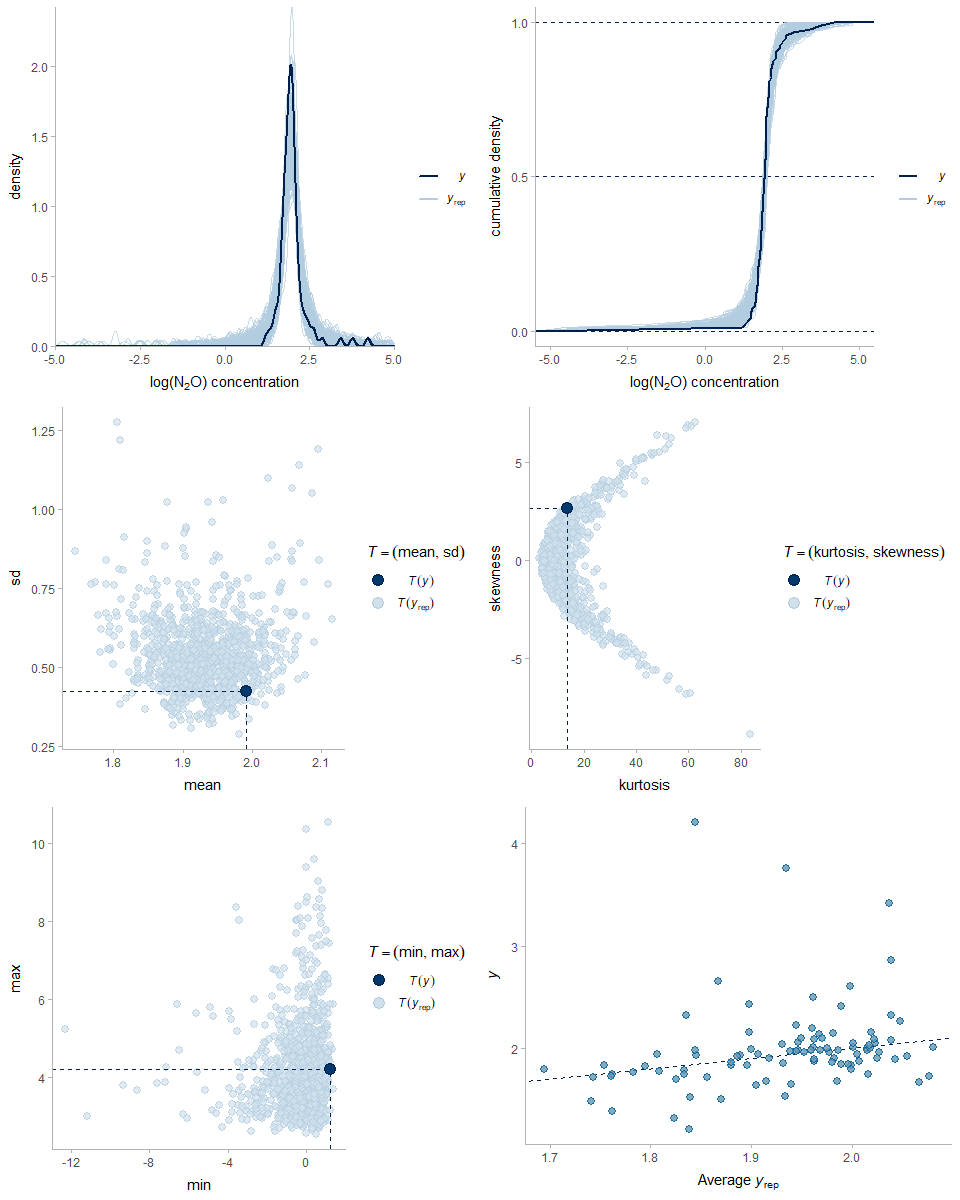 density
2.0
1.5
1.0
0.5
0.0
-5.0 -2.5 0.0 2.5 5.0
log(N₂O) concentration
y
yrep
cumulative density
1.0
0.5
0.0
-5.0 -2.5 0.0 2.5 5.0
log(N₂O) concentration
y
yrep
sd
1.25
1.00
0.75
0.50
0.25
1.8 1.9 2.0 2.1
mean
T = (mean, sd)
T(y)
T(yrep)
skewness
5
0
-5
0 20 40 60 80
kurtosis
T = (kurtosis, skewness)
T(y)
T(yrep)
max
10
8
6
4
-12 -8 -4 0
min
T = (min, max)
T(y)
T(yrep)
y
4
3
2
1.7 1.8 1.9 2.0
Average yrep